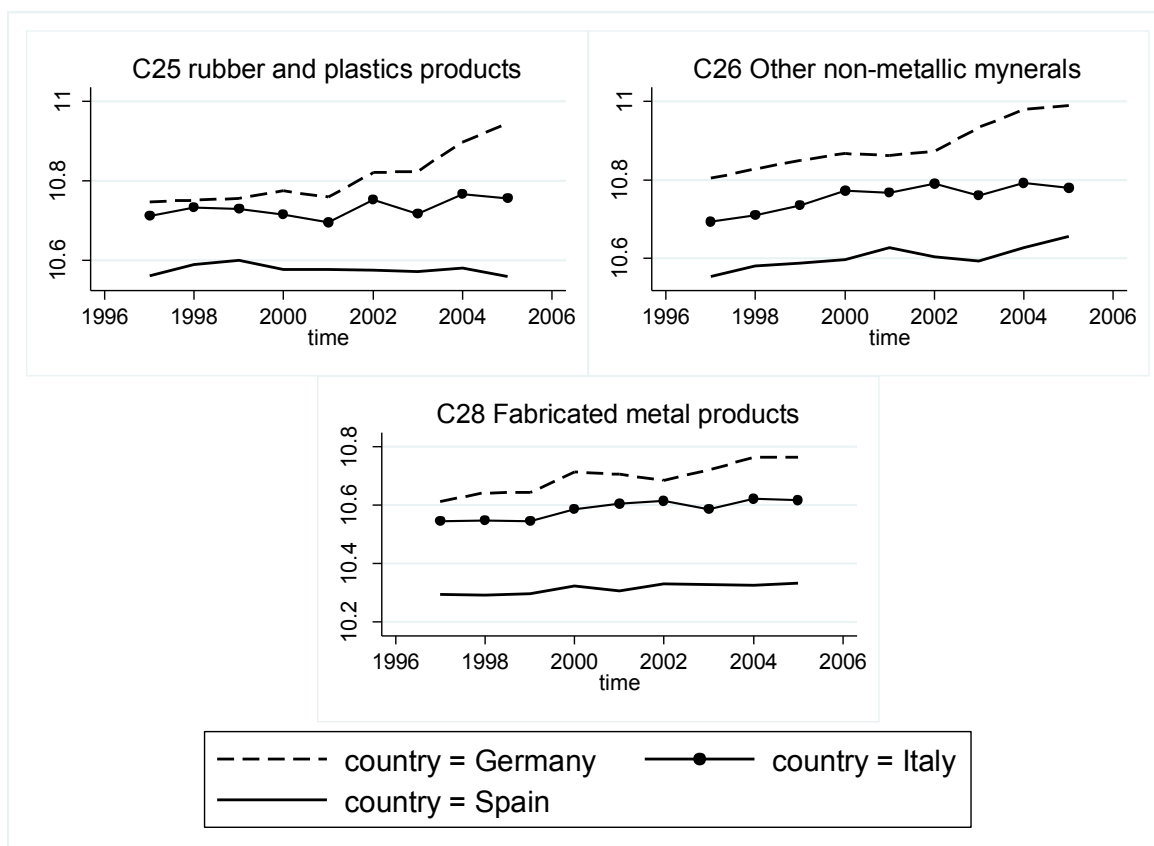 C25 rubber and plastics products
11
10.8
10.6
1996 1998 2000 2002 2004 2006
time
C26 Other non-metallic mynerals
11
10.8
10.6
1996 1998 2000 2002 2004 2006
time
C28 Fabricated metal products
10.8
10.6
10.4
10.2
1996 1998 2000 2002 2004 2006
time
country = Germany country = Italy
country = Spain